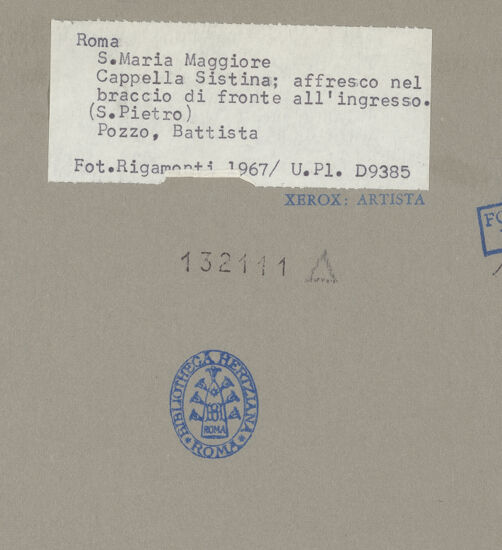 Roma
S.Maria Maggiore
Cappella Sistina; affresco nel
braccio di fronte all'ingresso.
(S.Pietro)
Pozzo, Battista
Fot.Rigamonti 1967/ U.Pl. D9385
XEROX: ARTISTA
132111
BIBLIOTHECA HERTZIANA
ROMA
ROMA